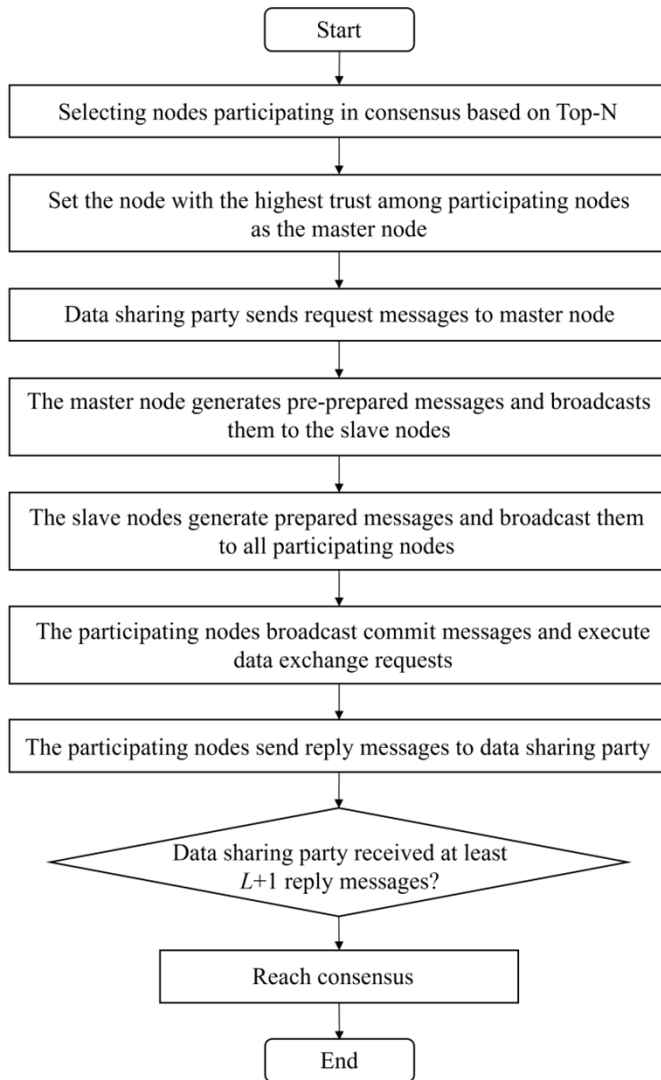 Start
Selecting nodes participating in consensus based on Top-N
Set the node with the highest trust among participating nodes
as the master node
Data sharing party sends request messages to master node
The master node generates pre-prepared messages and broadcasts
them to the slave nodes
The slave nodes generate prepared messages and broadcast them
to all participating nodes
The participating nodes broadcast commit messages and execute
data exchange requests
The participating nodes send reply messages to data sharing party
Data sharing party received at least
L+1 reply messages?
Reach consensus
End